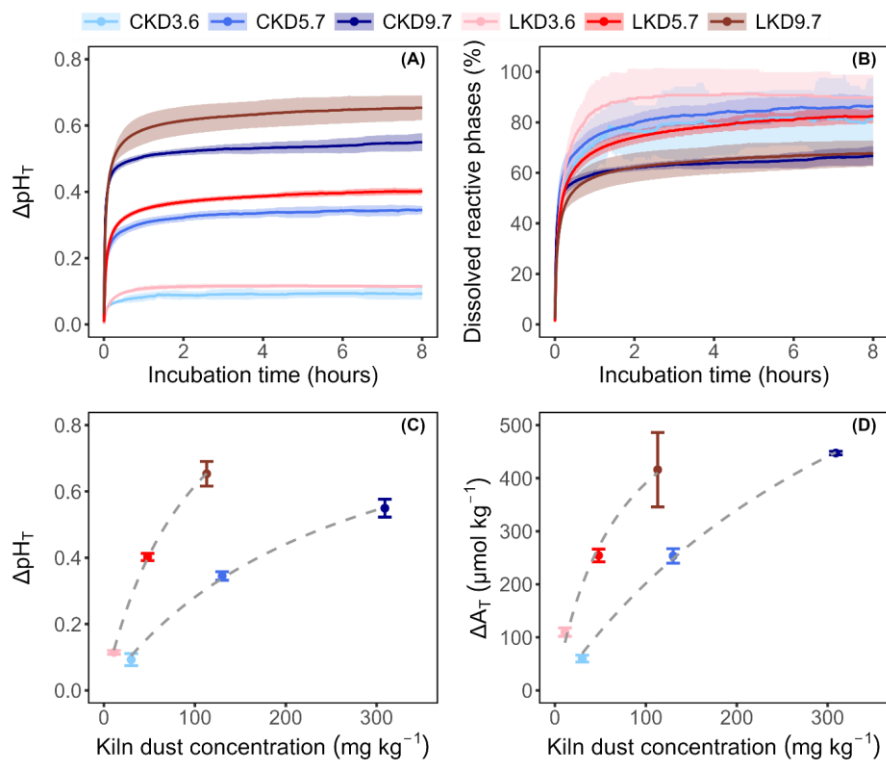 CKD3.6 CKD5.7 CKD9.7 LKD3.6 LKD5.7 LKD9.7
(A)
ΔpHT
0.8
0.6
0.4
0.2
0.0
0 2 4 6 8
Incubation time (hours)
(B)
Dissolved reactive phases (%)
100
80
60
40
20
0
0 2 4 6 8
Incubation time (hours)
(C)
ΔpHT
0.8
0.6
0.4
0.2
0.0
0 100 200 300
Kiln dust concentration (mg kg⁻¹)
(D)
ΔAT (μmol kg⁻¹)
500
400
300
200
100
0
0 100 200 300
Kiln dust concentration (mg kg⁻¹)